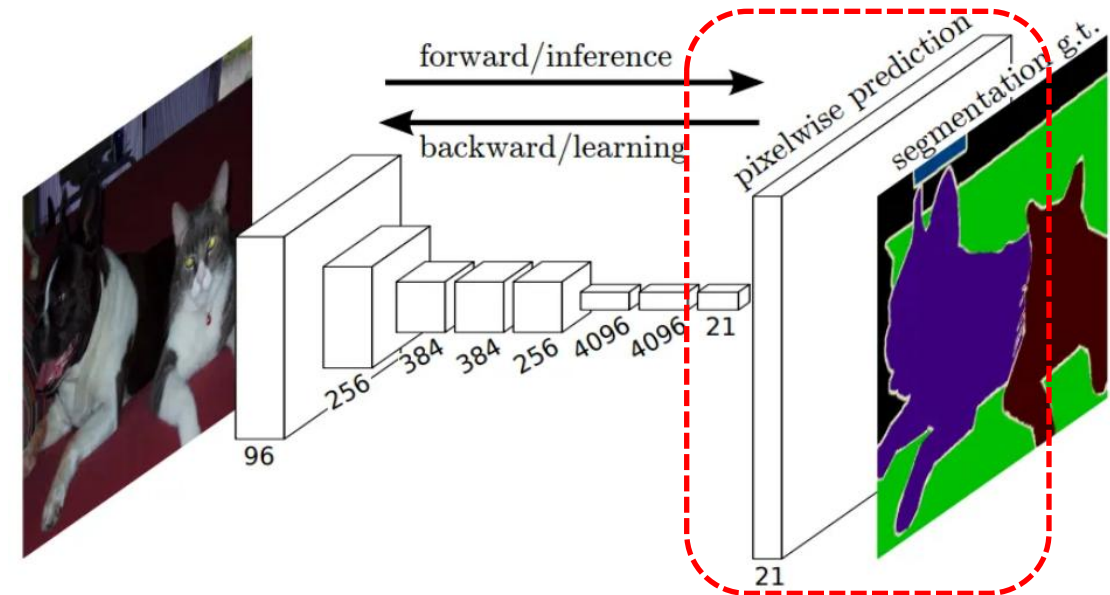 forward/inference
backward/learning
pixelwise prediction
segmentation g.t.
96
256
384
384
256
4096
4096
21
21